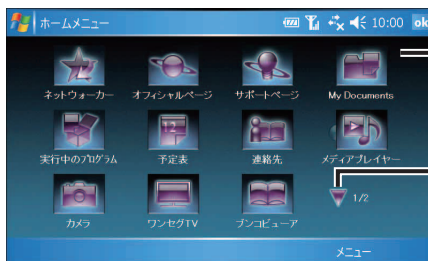 ホームメニュー 10:00 ok
ネットウォーカー オフィシャルページ サポートページ My Documents
実行中のプログラム 予定表 連絡先 メディアプレイヤー
カメラ ワンセグTV ブンコビューア 1/2
メニュー